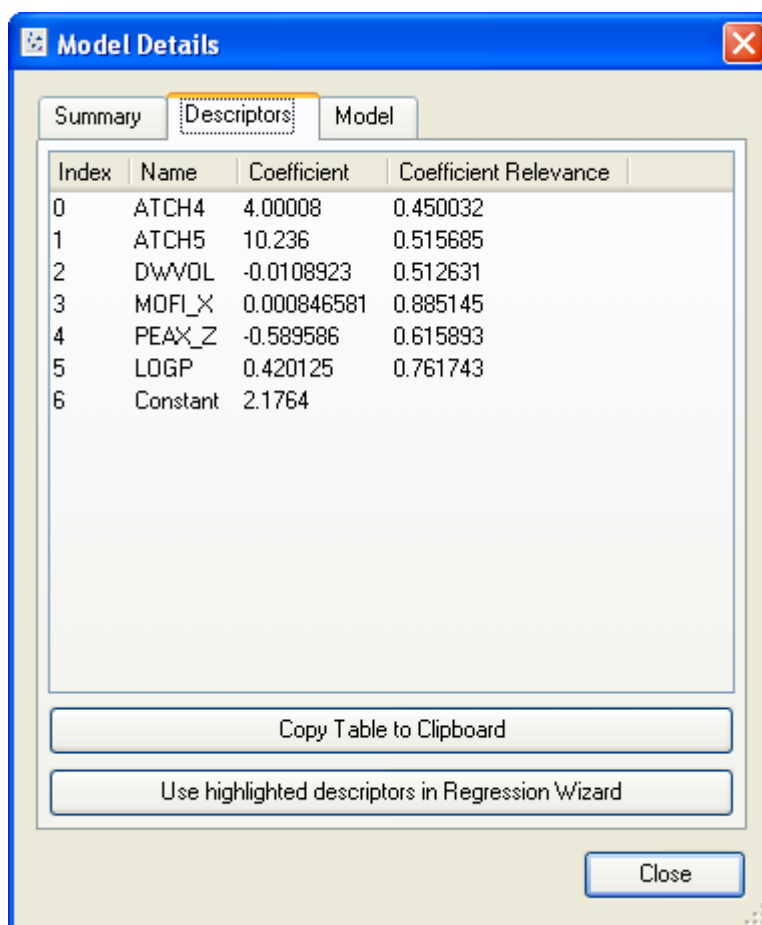 Model Details
Summary Descriptors Model
Index Name Coefficient Coefficient Relevance
0 ATCH4 4.00008 0.450032
1 ATCH5 10.236 0.515685
2 DWVOL -0.0108923 0.512631
3 MOFI_X 0.000846581 0.885145
4 PEAX_Z -0.589586 0.615893
5 LOGP 0.420125 0.761743
6 Constant 2.1764
Copy Table to Clipboard
Use highlighted descriptors in Regression Wizard
Close